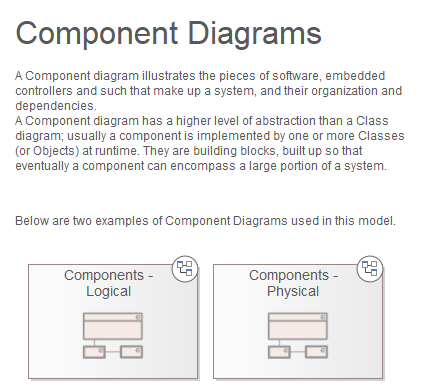 Component Diagrams
A Component diagram illustrates the pieces of software, embedded
controllers and such that make up a system, and their organization and
dependencies.
A Component diagram has a higher level of abstraction than a Class
diagram; usually a component is implemented by one or more Classes
(or Objects) at runtime. They are building blocks, built up so that
eventually a component can encompass a large portion of a system.
Below are two examples of Component Diagrams used in this model.
Components -
Logical
Components -
Physical